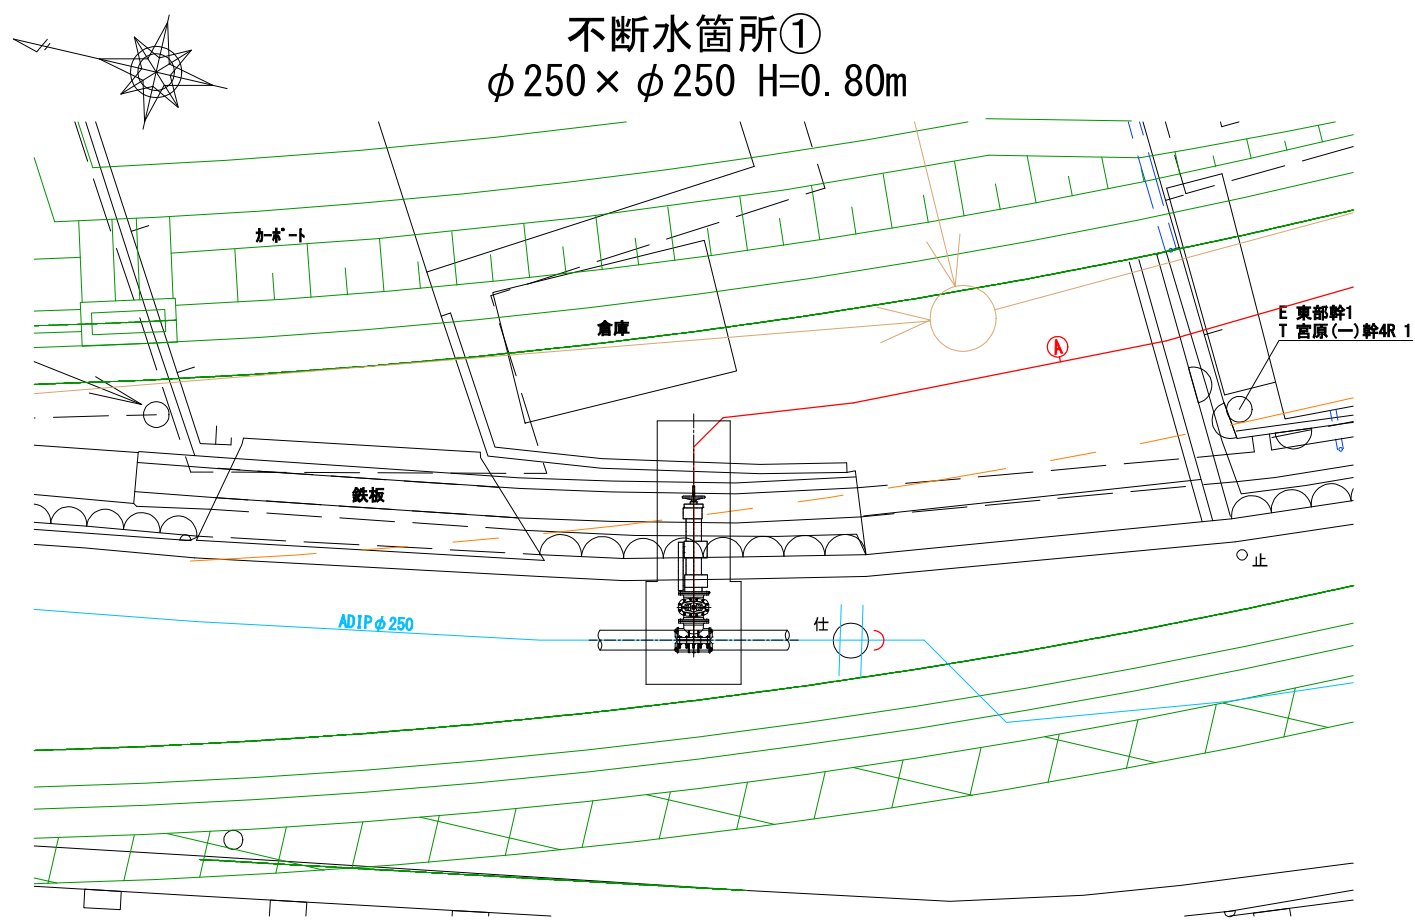 不断水箇所①
φ250×φ250 H=0.80m
カーポート
倉庫
E 東部幹1
T 宮原(一)幹4R 1
Ⓐ
鉄板
止
ADIPφ250
仕